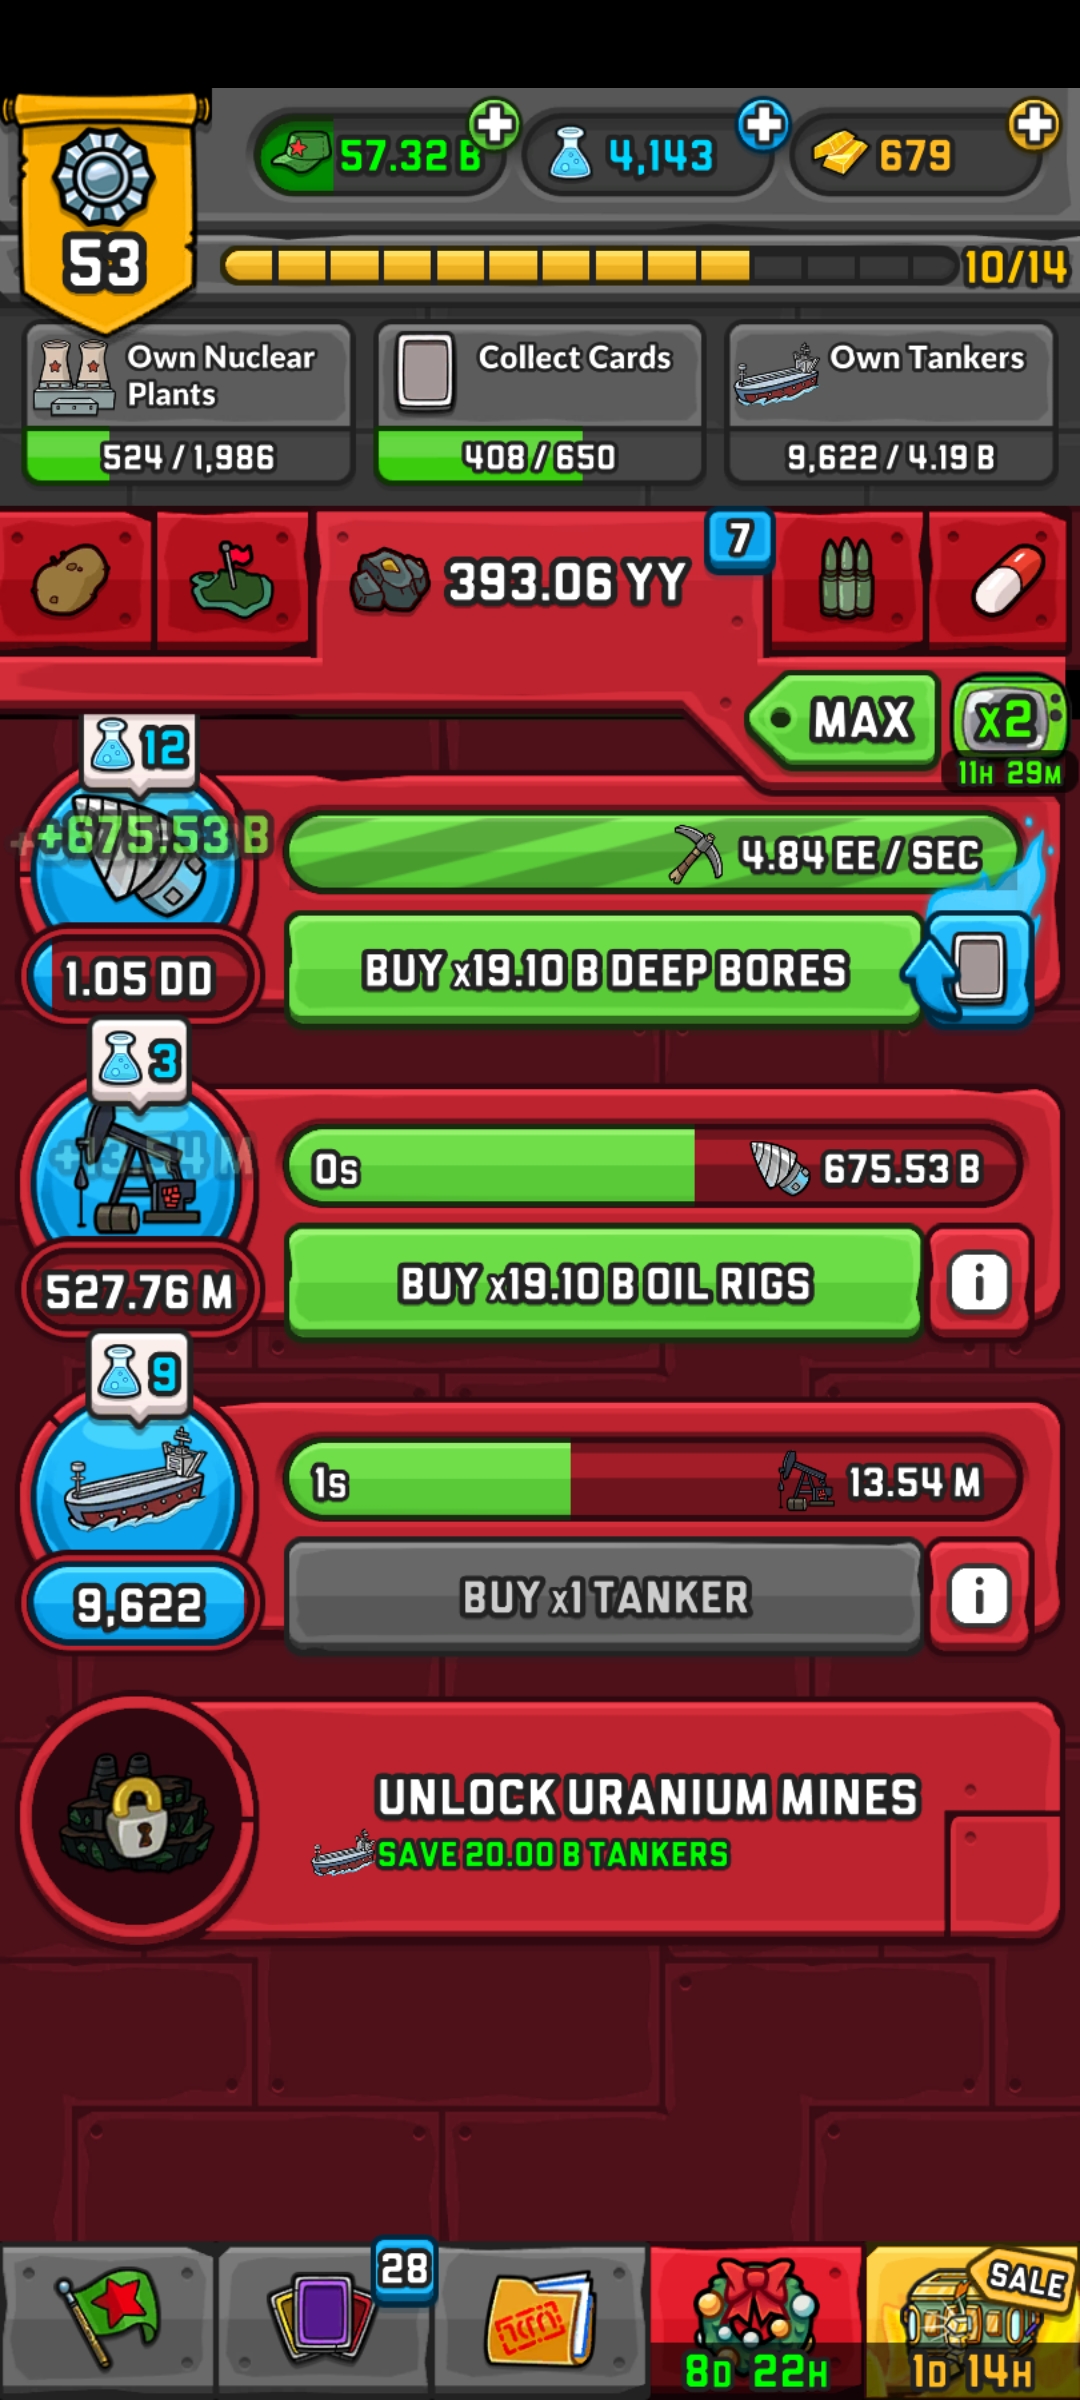 57.32 B
4,143
679
53
10/14
Own Nuclear
Plants
Collect Cards
Own Tankers
524 / 1,986
408 / 650
9,622 / 4.19 B
7
393.06 YY
MAX
x2
11H 29M
12
+675.53 B
4.84 EE / SEC
1.05 DD
BUY x19.10 B DEEP BORES
3
+13.54 M
0s
675.53 B
527.76 M
BUY x19.10 B OIL RIGS
i
9
1s
13.54 M
9,622
BUY x1 TANKER
i
UNLOCK URANIUM MINES
SAVE 20.00 B TANKERS
28
SALE
8D 22H
1D 14H